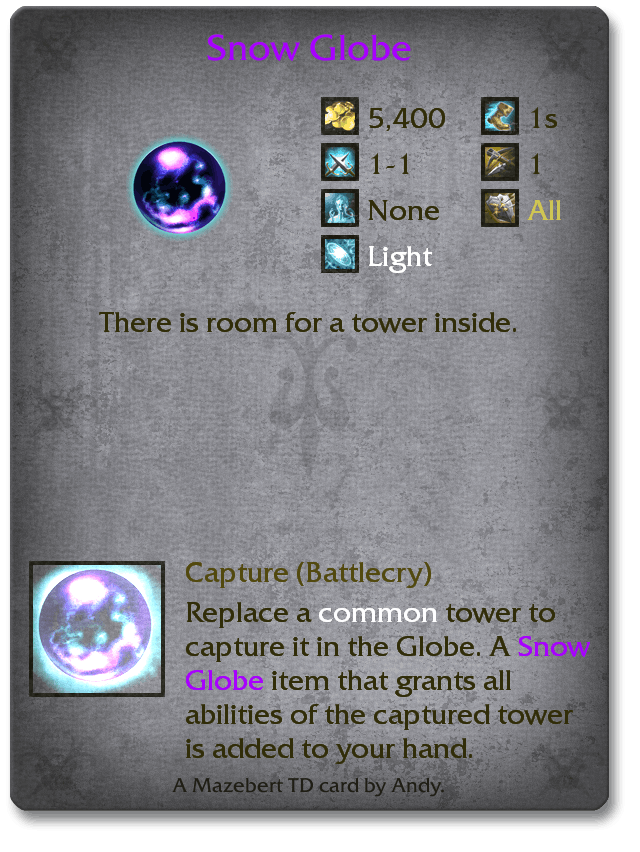 Snow Globe
5,400 1s
1-1 1
None All
Light
There is room for a tower inside.
Capture (Battlecry)
Replace a common tower to
capture it in the Globe. A Snow
Globe item that grants all
abilities of the captured tower
is added to your hand.
A Mazebert TD card by Andy.